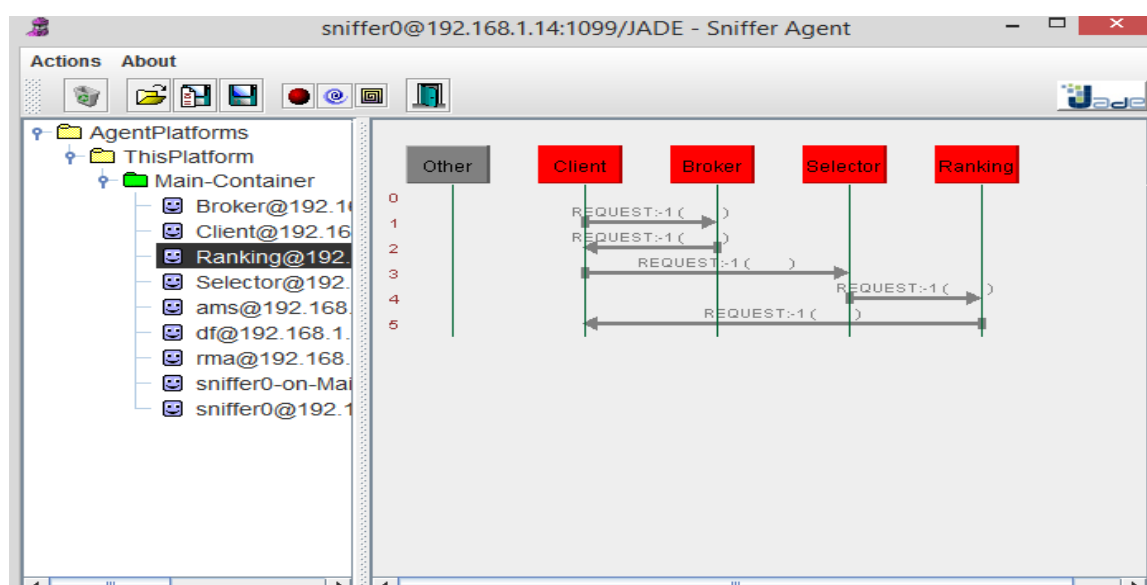 sniffer0@192.168.1.14:1099/JADE - Sniffer Agent
Actions About
Jade
AgentPlatforms
ThisPlatform
Main-Container
Broker@192.1
Client@192.16
Ranking@192.
Selector@192.
ams@192.168.
df@192.168.1.
rma@192.168.
sniffer0-on-Mai
sniffer0@192.1
Other Client Broker Selector Ranking
0
REQUEST:-1 ( )
1
REQUEST:-1 ( )
2
REQUEST:-1 ( )
3
REQUEST:-1 ( )
4
REQUEST:-1 ( )
5